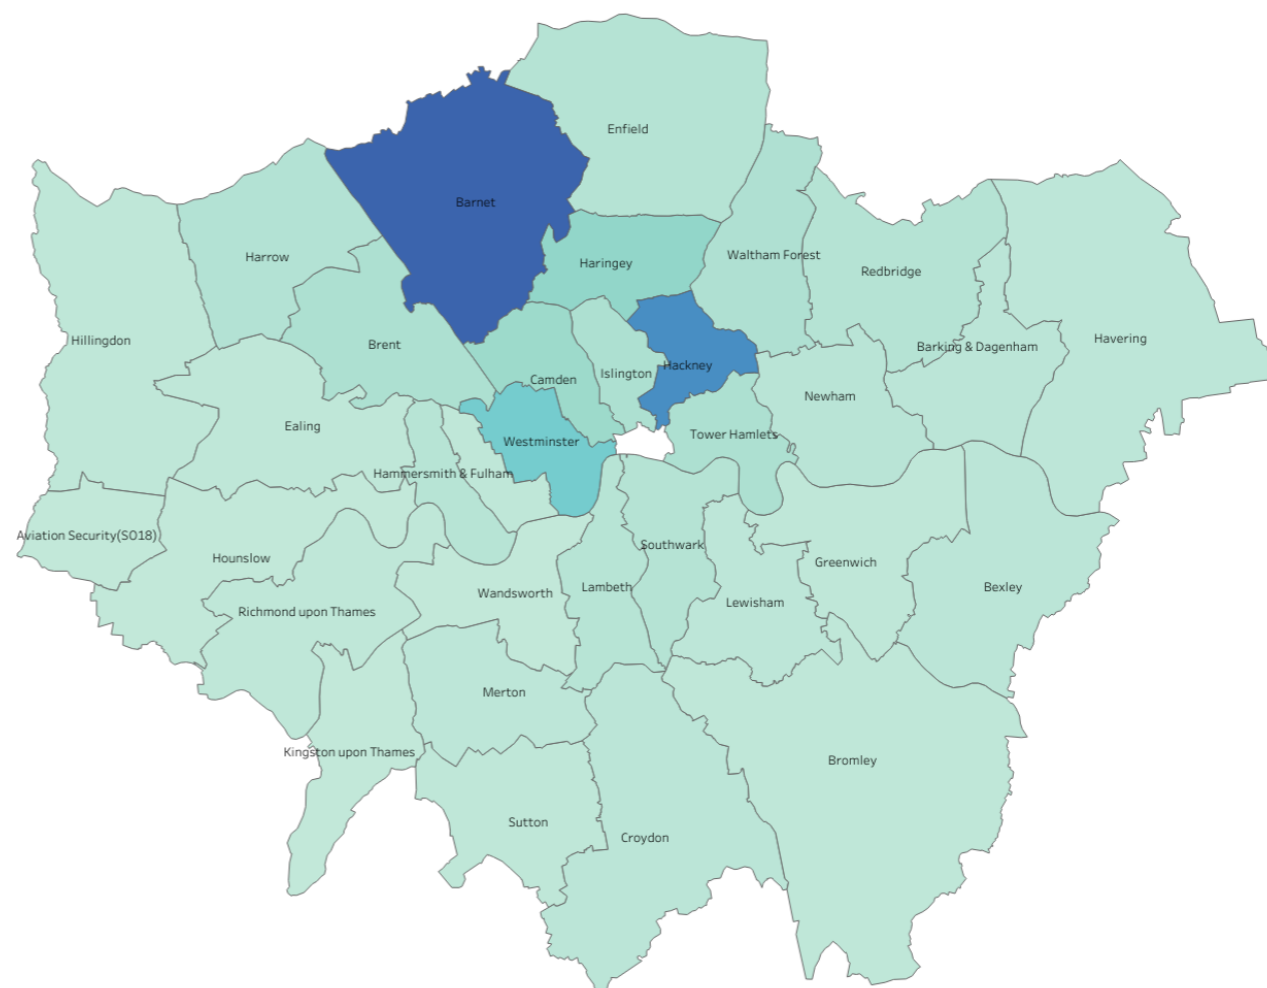 Enfield
Barnet
Harrow
Haringey
Waltham Forest
Redbridge
Hillingdon
Brent
Havering
Barking & Dagenham
Hackney
Islington
Camden
Newham
Ealing
Westminster
Tower Hamlets
Hammersmith & Fulham
Aviation Security(SO18)
Southwark
Hounslow
Greenwich
Lambeth
Bexley
Wandsworth
Lewisham
Richmond upon Thames
Merton
Kingston upon Thames
Bromley
Sutton
Croydon